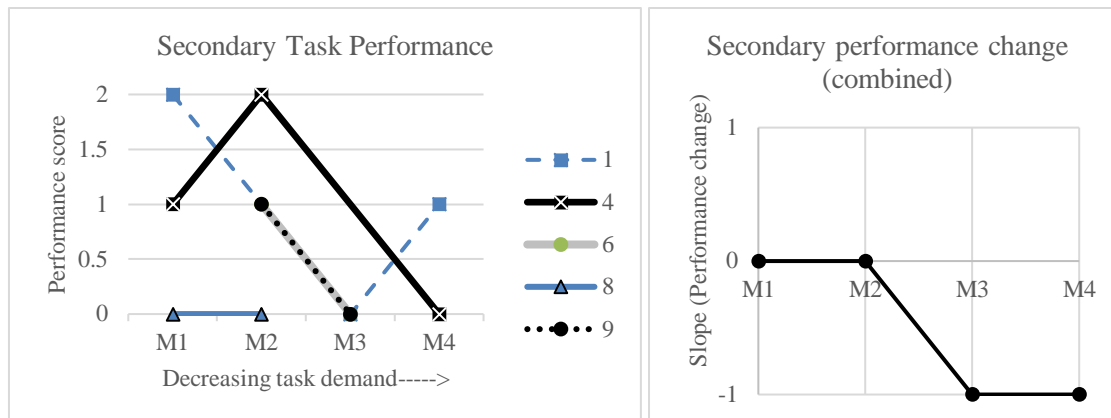 Secondary Task Performance
Performance score
2
1.5
1
0.5
0
M1 M2 M3 M4
Decreasing task demand----->
1
4
6
8
9
Secondary performance change
(combined)
Slope (Performance change)
1
0
-1
M1 M2 M3 M4